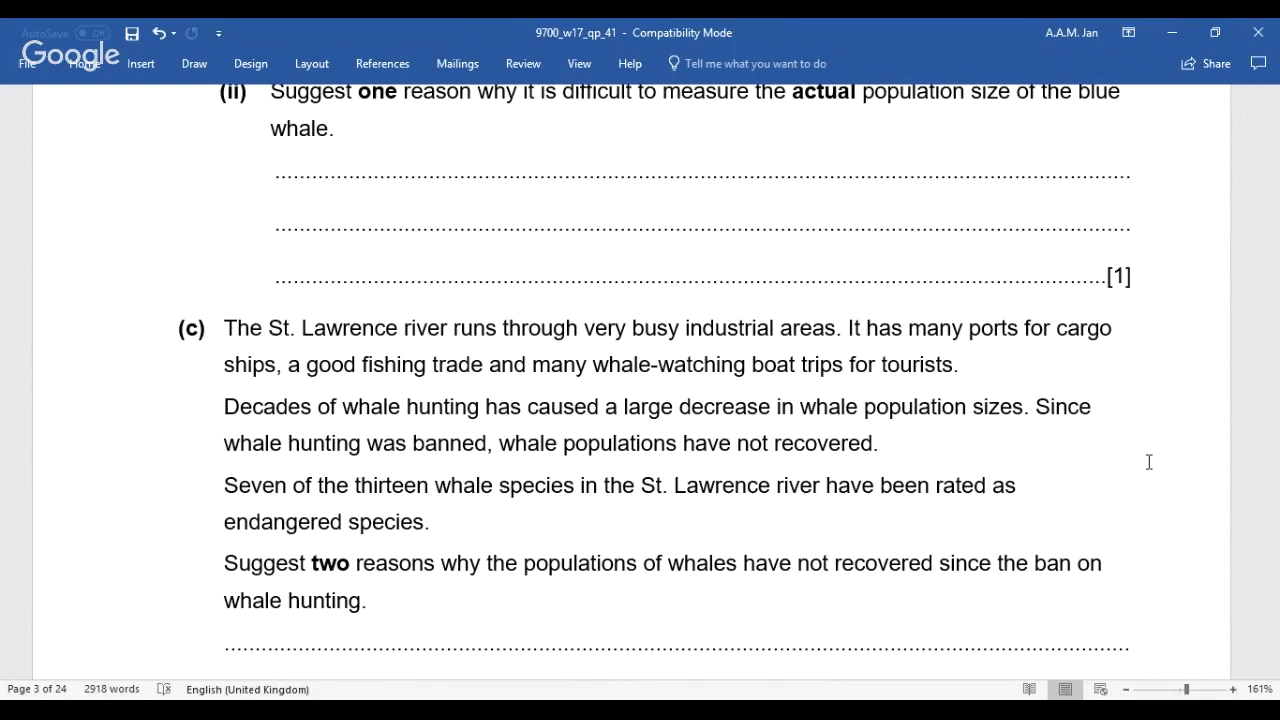 AutoSave Off
9700_w17_qp_41 - Compatibility Mode
A.A.M. Jan
Google
File Home Insert Draw Design Layout References Mailings Review View Help Tell me what you want to do Share
(ii) Suggest one reason why it is difficult to measure the actual population size of the blue
whale.
[1]
(c) The St. Lawrence river runs through very busy industrial areas. It has many ports for cargo
ships, a good fishing trade and many whale-watching boat trips for tourists.
Decades of whale hunting has caused a large decrease in whale population sizes. Since
whale hunting was banned, whale populations have not recovered.
Seven of the thirteen whale species in the St. Lawrence river have been rated as
endangered species.
Suggest two reasons why the populations of whales have not recovered since the ban on
whale hunting.
Page 3 of 24 2918 words English (United Kingdom) 161%